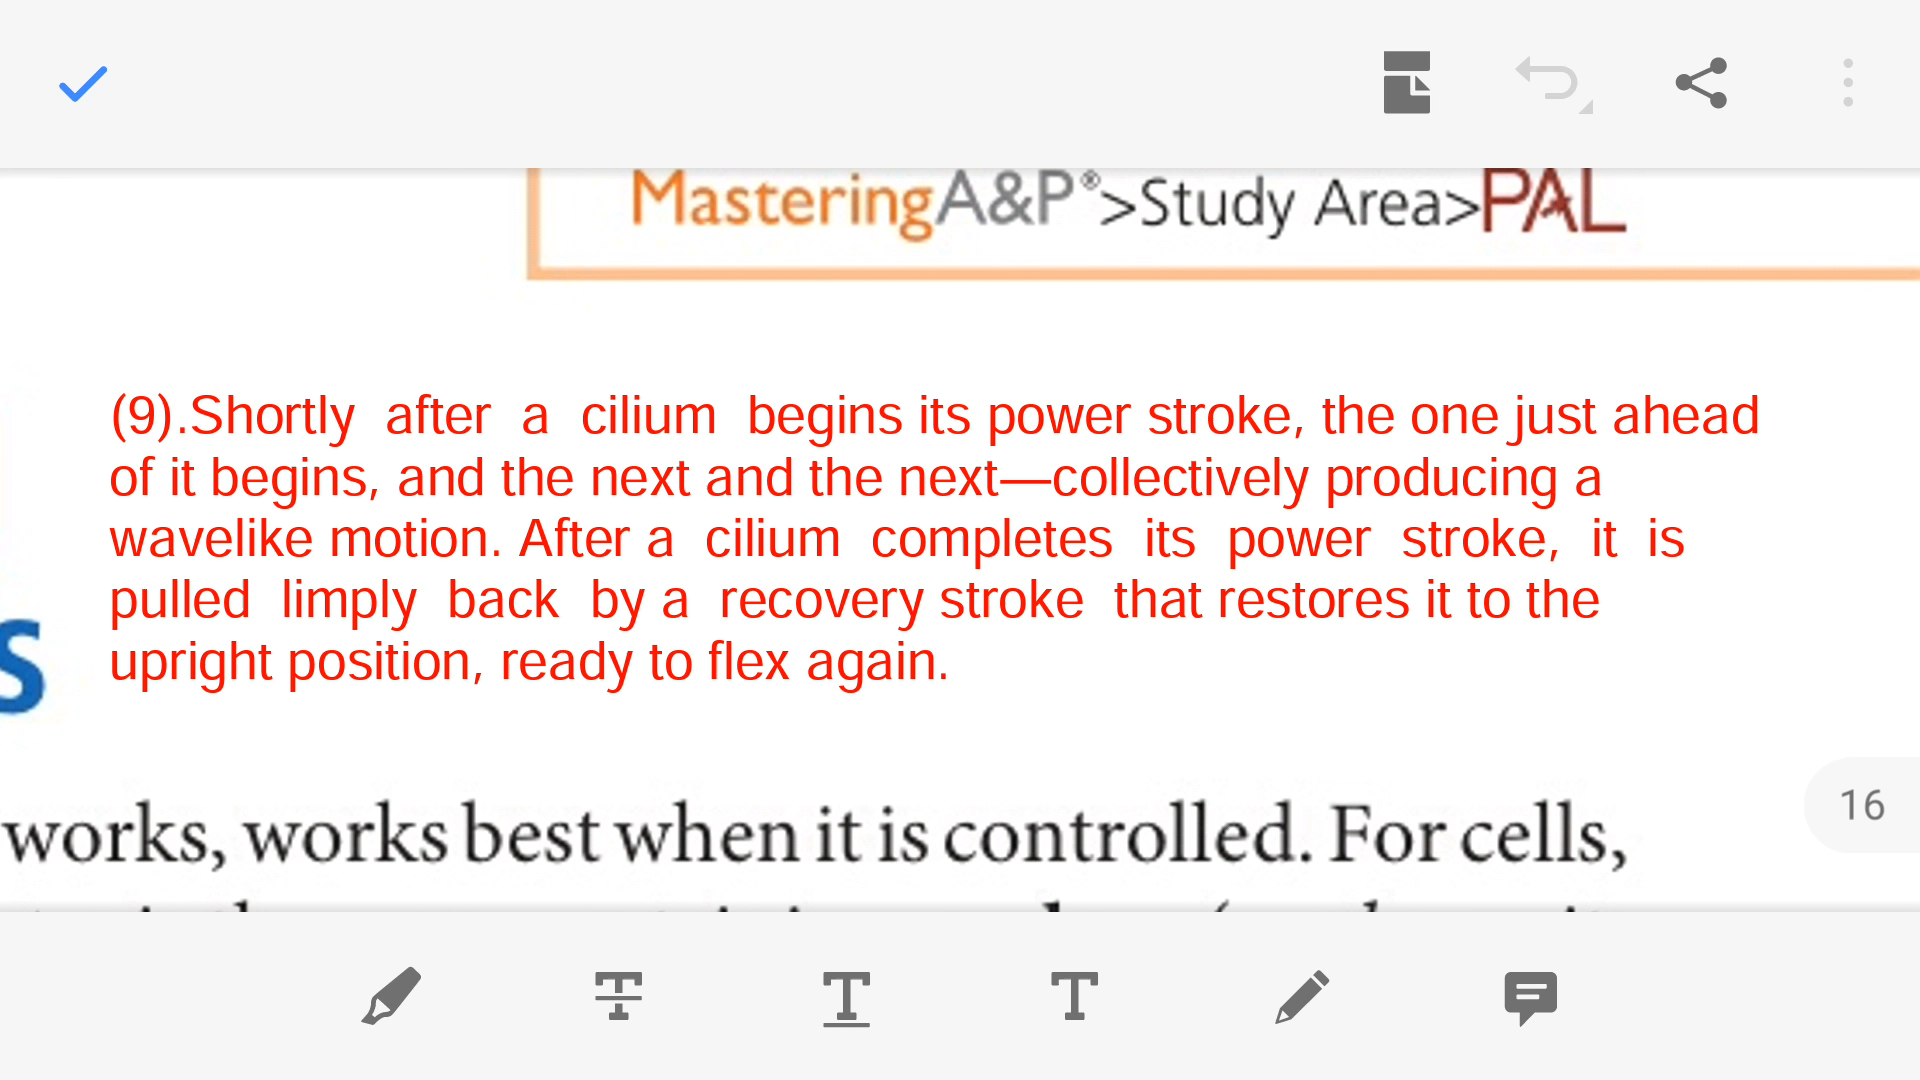 MasteringA&P®>Study Area>PAL
(9).Shortly after a cilium begins its power stroke, the one just ahead
of it begins, and the next and the next—collectively producing a
wavelike motion. After a cilium completes its power stroke, it is
pulled limply back by a recovery stroke that restores it to the
upright position, ready to flex again.
s
works, works best when it is controlled. For cells,
16